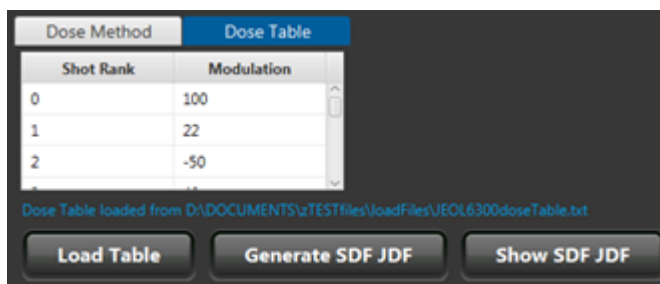 Dose Method Dose Table
Shot Rank Modulation
0 100
1 22
2 -50
Dose Table loaded from D:\DOCUMENTS\zTESTfiles\loadFiles\JEOL6300doseTable.txt
Load Table Generate SDF JDF Show SDF JDF